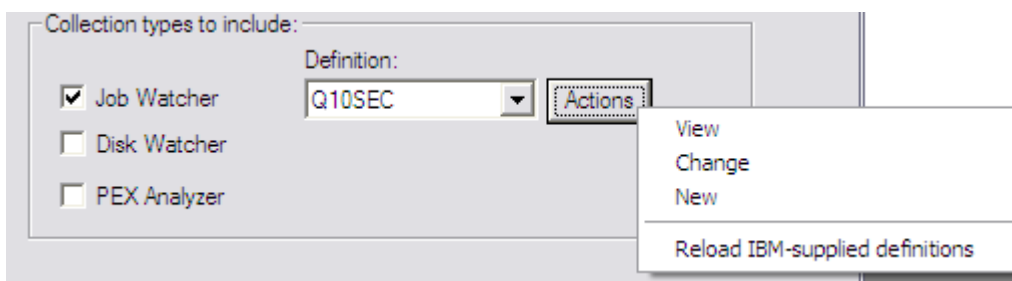 Collection types to include:
Definition:
Job Watcher
Q10SEC
Actions
Disk Watcher
PEX Analyzer
View
Change
New
Reload IBM-supplied definitions